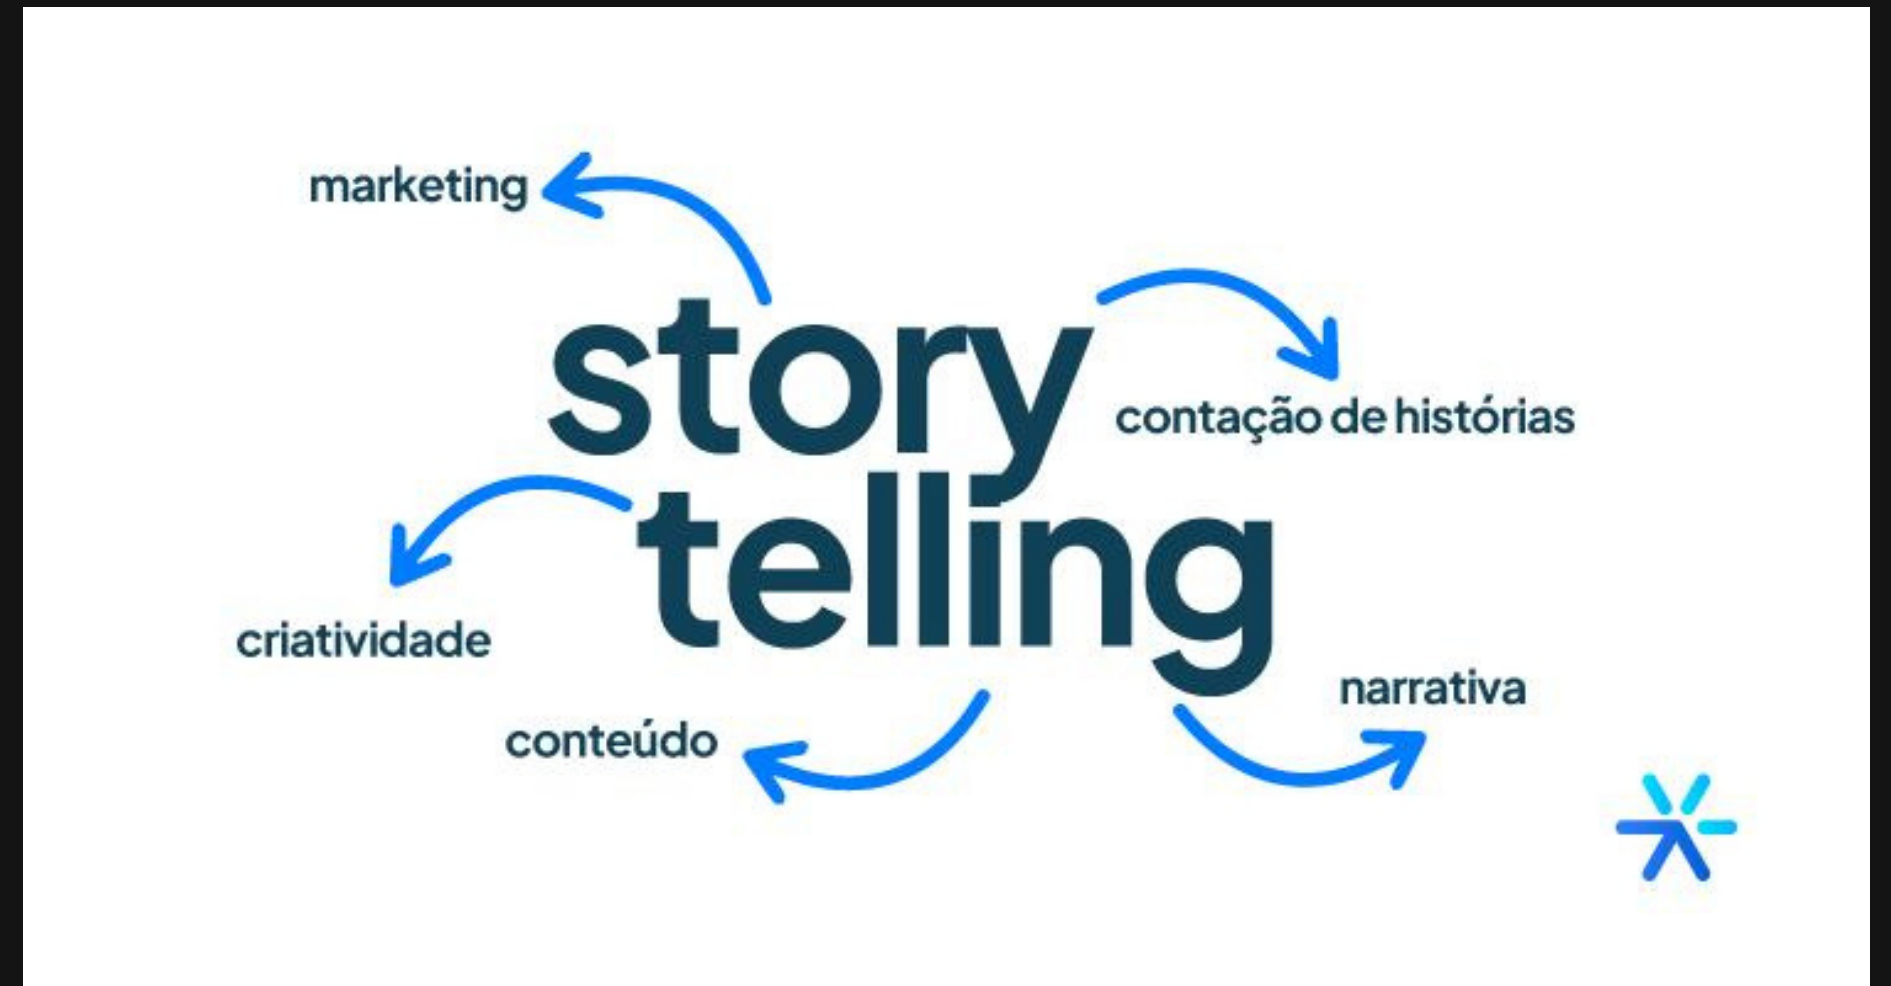 marketing
story
contação de histórias
telling
criatividade
narrativa
conteúdo